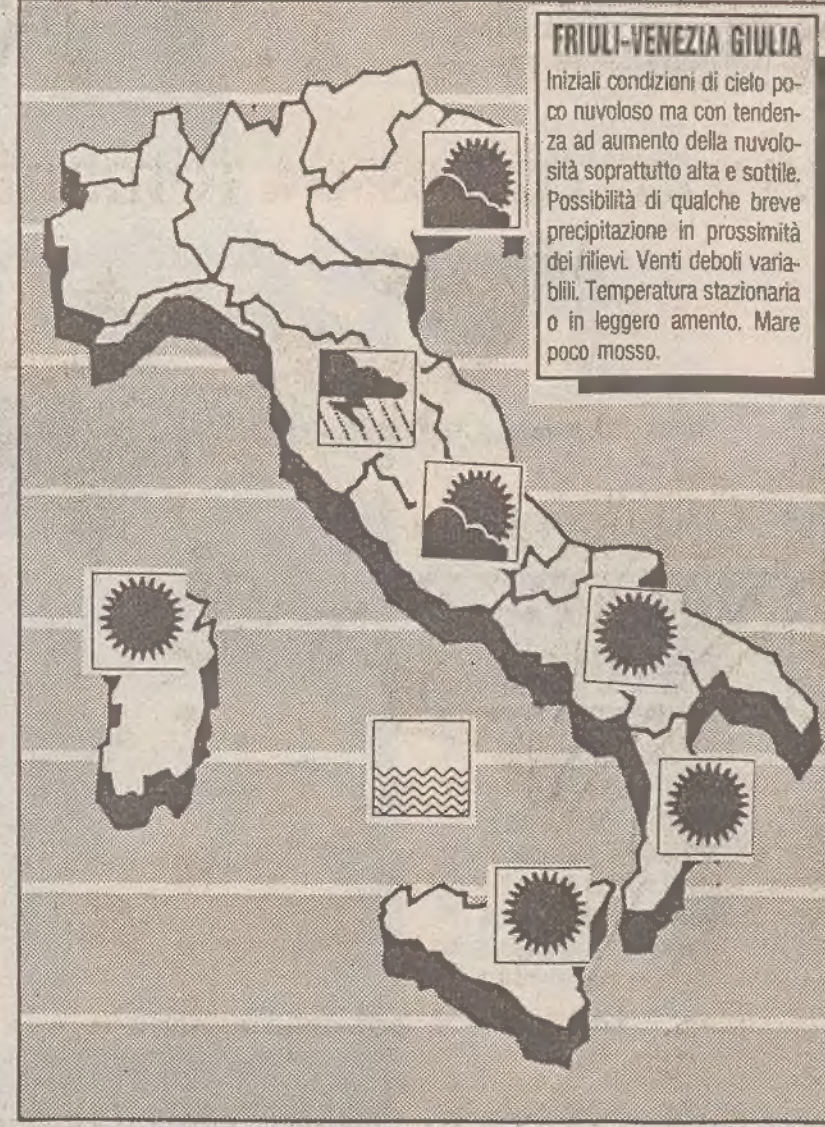 FRIULI-VENEZIA GIULIA
Iniziali condizioni di cielo po-
co nuvoloso ma con tenden-
za ad aumento della nuvolo-
sità soprattutto alta e sottile.
Possibilità di qualche breve
precipitazione in prossimità
dei rilievi. Venti deboli varia-
blili. Temperatura stazionaria
o in leggero amento. Mare
poco mosso.